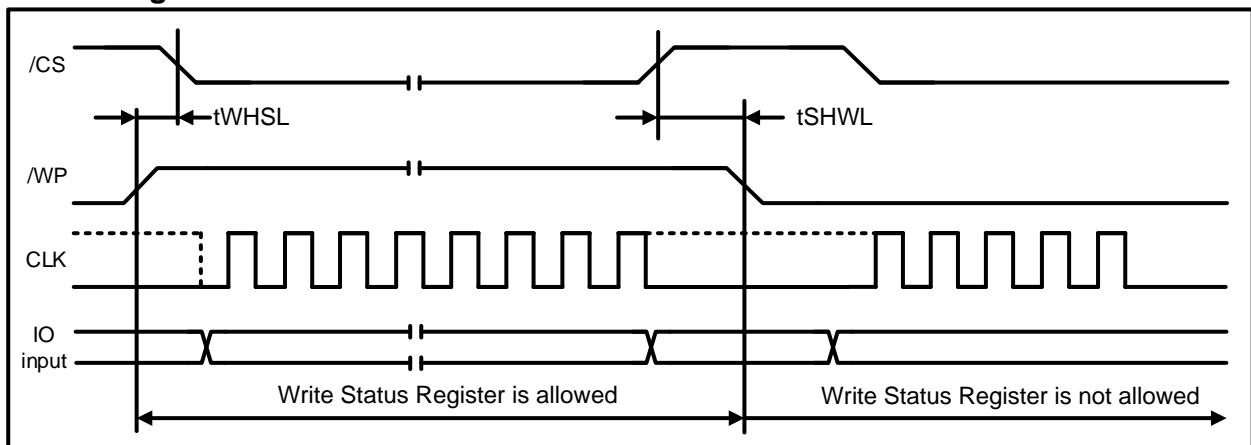 /CS
tWHSL
tSHWL
/WP
CLK
IO
input
Write Status Register is allowed
Write Status Register is not allowed